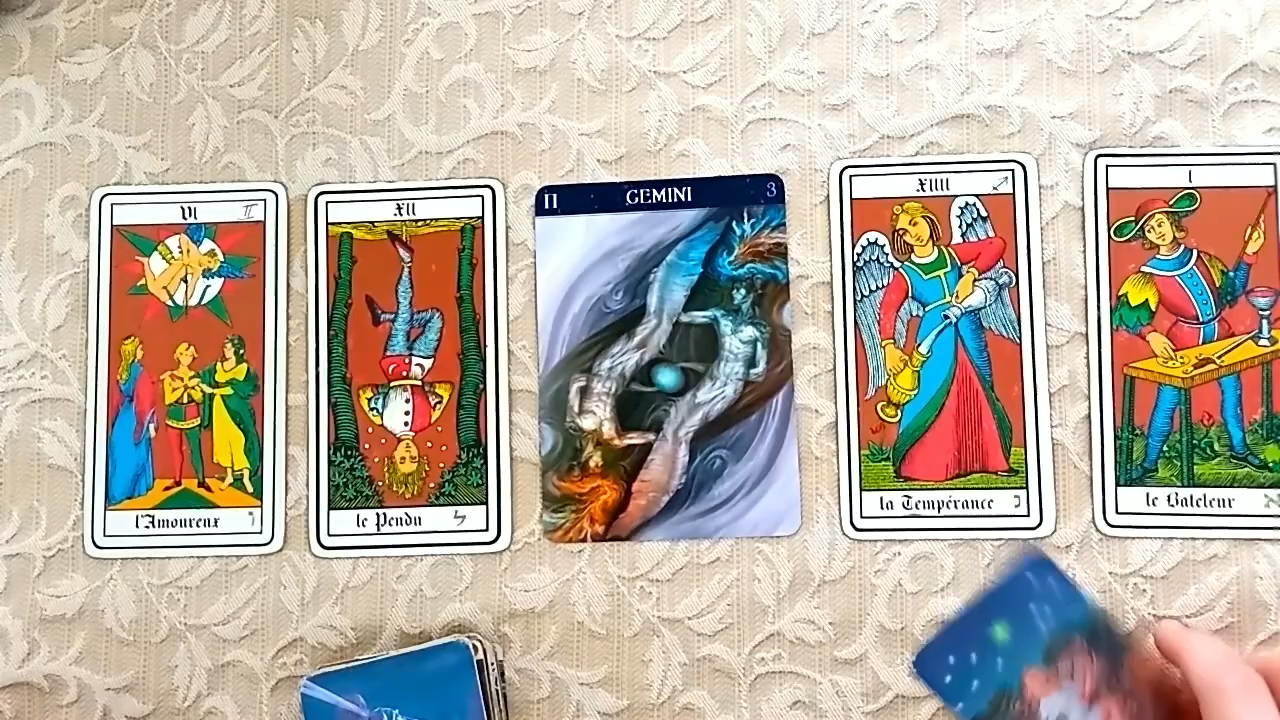 VI ♊
l'Amoureux ו
XII
le Pendu ל
♊ GEMINI 3
XIIII ♐
la Tempérance נ
I
le Bateleur